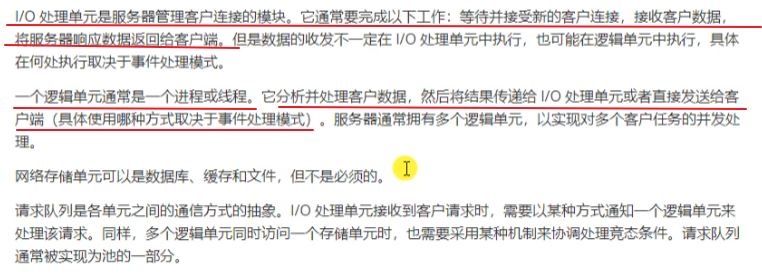 I/O 处理单元是服务器管理客户连接的模块。它通常要完成以下工作：等待并接受新的客户连接，接收客户数据，
将服务器响应数据返回给客户端。但是数据的收发不一定在 I/O 处理单元中执行，也可能在逻辑单元中执行，具体
在何处执行取决于事件处理模式。
一个逻辑单元通常是一个进程或线程。它分析并处理客户数据，然后将结果传递给 I/O 处理单元或者直接发送给客
户端（具体使用哪种方式取决于事件处理模式）。服务器通常拥有多个逻辑单元，以实现对多个客户任务的并发处
理。
网络存储单元可以是数据库、缓存和文件，但不是必须的。
请求队列是各单元之间的通信方式的抽象。I/O 处理单元接收到客户请求时，需要以某种方式通知一个逻辑单元来
处理该请求。同样，多个逻辑单元同时访问一个存储单元时，也需要采用某种机制来协调处理竞态条件。请求队列
通常被实现为池的一部分。